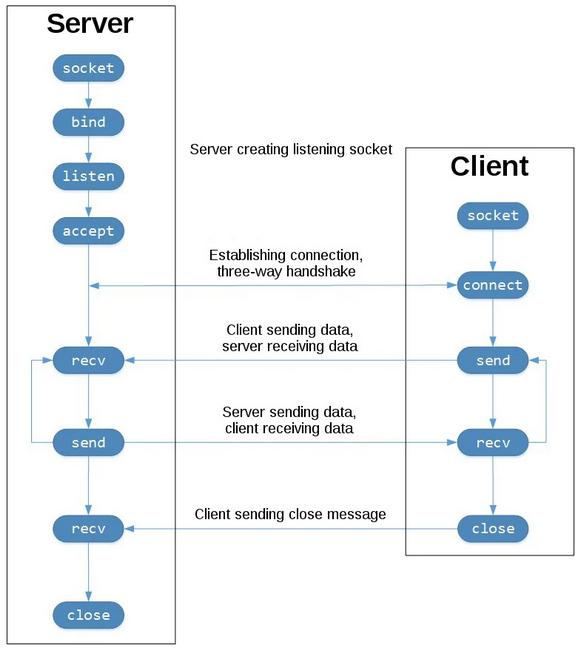 Server
socket
bind
listen
accept
recv
send
recv
close
Server creating listening socket
Establishing connection,
three-way handshake
Client sending data,
server receiving data
Server sending data,
client receiving data
Client sending close message
Client
socket
connect
send
recv
close